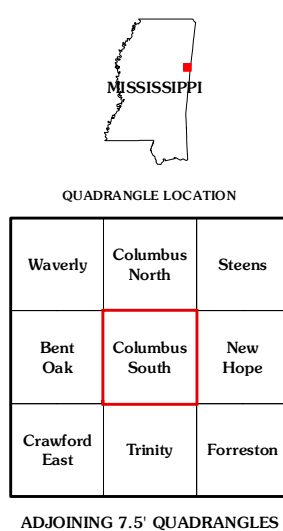 MISSISSIPPI
QUADRANGLE LOCATION
Waverly
Columbus
North
Steens
Bent
Oak
Columbus
South
New
Hope
Crawford
East
Trinity
Forreston
ADJOINING 7.5' QUADRANGLES